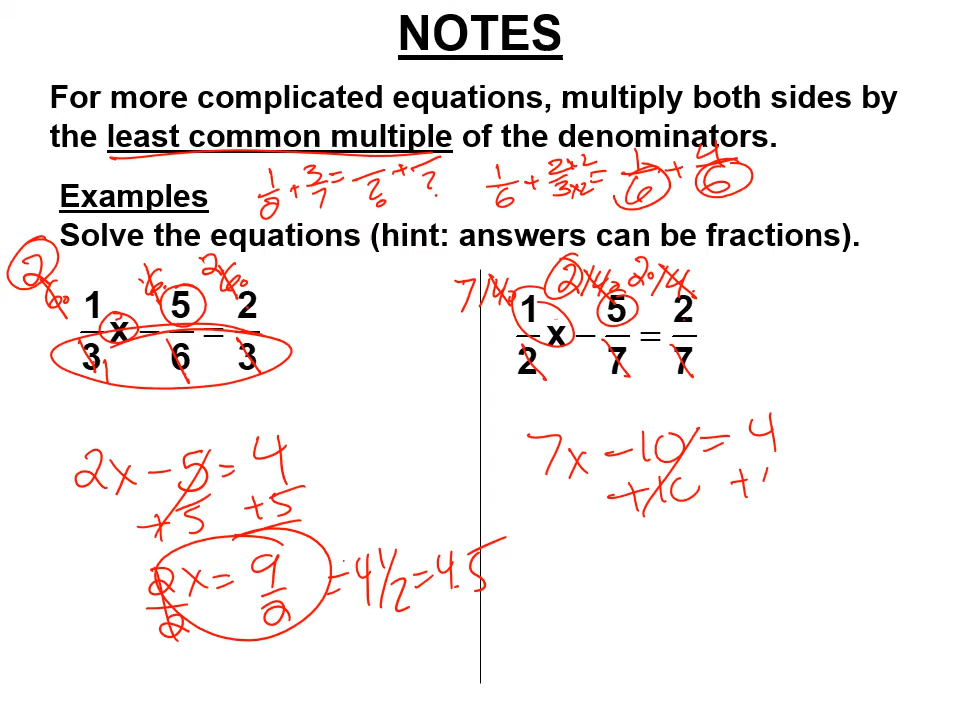 NOTES
For more complicated equations, multiply both sides by
the least common multiple of the denominators.
Examples
Solve the equations (hint: answers can be fractions).
1/3 x - 5/6 = 2/3
2x - 5 = 4
+5 +5
2x = 9
2 2
= 4 1/2 = 4.5
1/2 x - 5/7 = 2/7
7x - 10 = 4
+10 +1